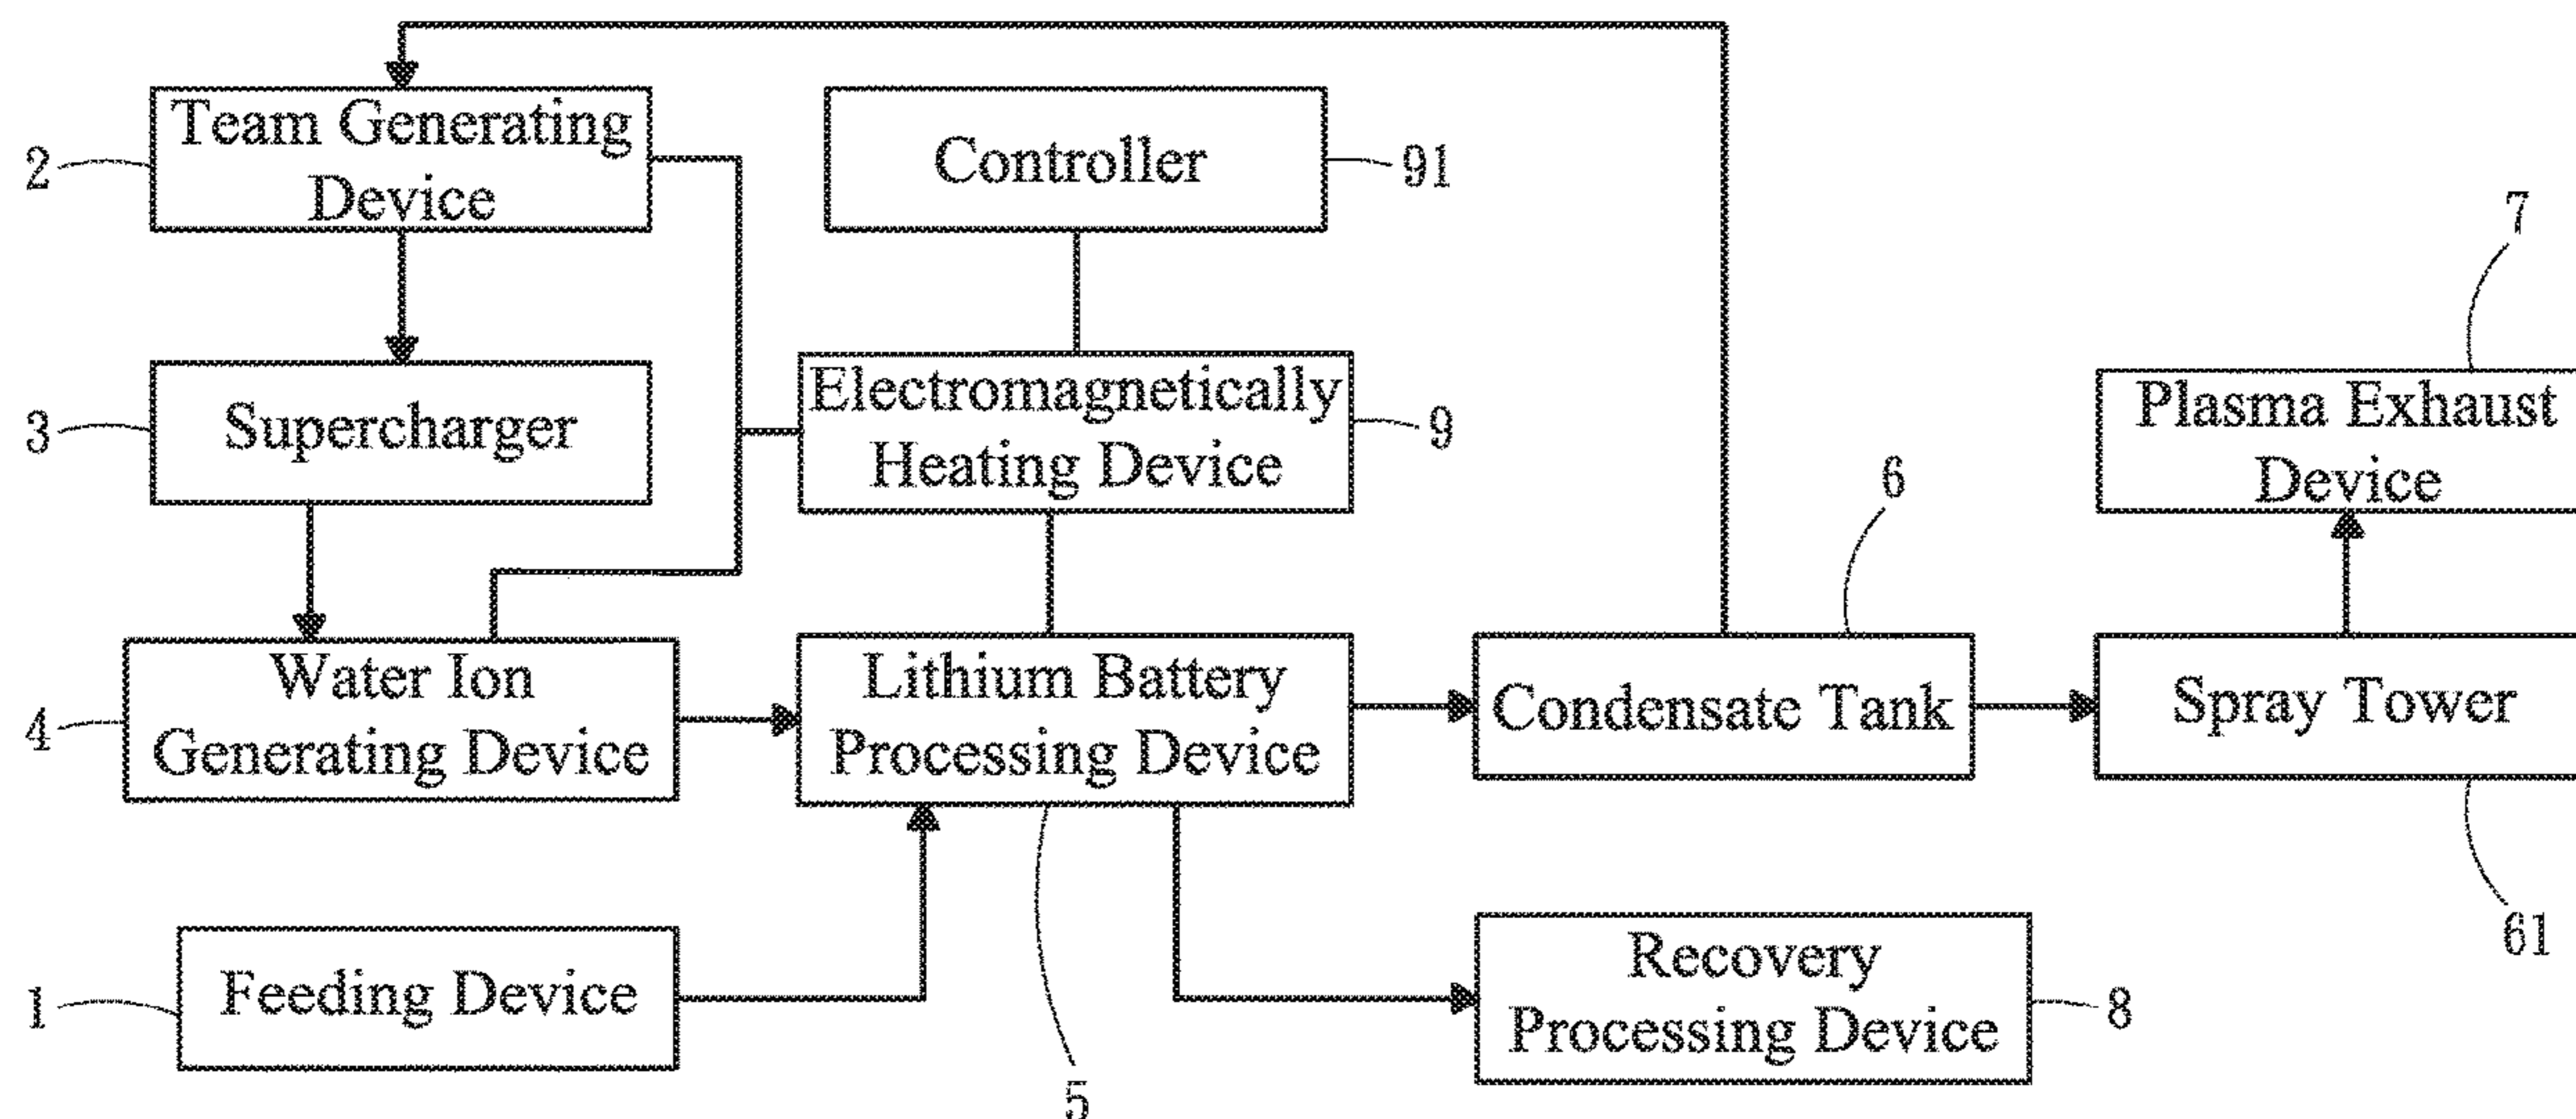 Team Generating
Device
2
Controller
91
7
Supercharger
3
Electromagnetically
Heating Device
9
Plasma Exhaust
Device
6
Water Ion
Generating Device
4
Lithium Battery
Processing Device
Condensate Tank
Spray Tower
61
Feeding Device
1
5
Recovery
Processing Device
8